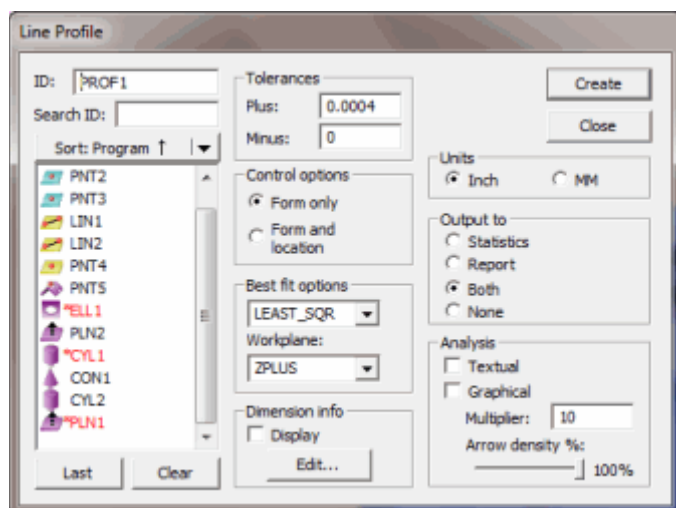 Line Profile
ID: PROF1
Search ID:
Sort: Program ↑
PNT2
PNT3
LIN1
LIN2
PNT4
PNT5
*ELL1
PLN2
*CYL1
CON1
CYL2
*PLN1
Last Clear
Tolerances
Plus: 0.0004
Minus: 0
Control options
Form only
Form and
location
Best fit options
LEAST_SQR
Workplane:
ZPLUS
Dimension info
Display
Edit...
Create
Close
Units
Inch MM
Output to
Statistics
Report
Both
None
Analysis
Textual
Graphical
Multiplier: 10
Arrow density %:
100%